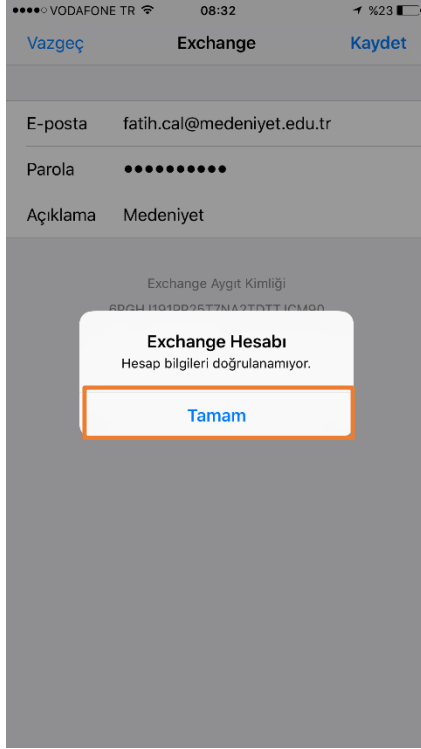 VODAFONE TR 08:32 %23
Vazgeç Exchange Kaydet
E-posta fatih.cal@medeniyet.edu.tr
Parola ••••••••••
Açıklama Medeniyet
Exchange Aygıt Kimliği
Exchange Hesabı
Hesap bilgileri doğrulanamıyor.
Tamam